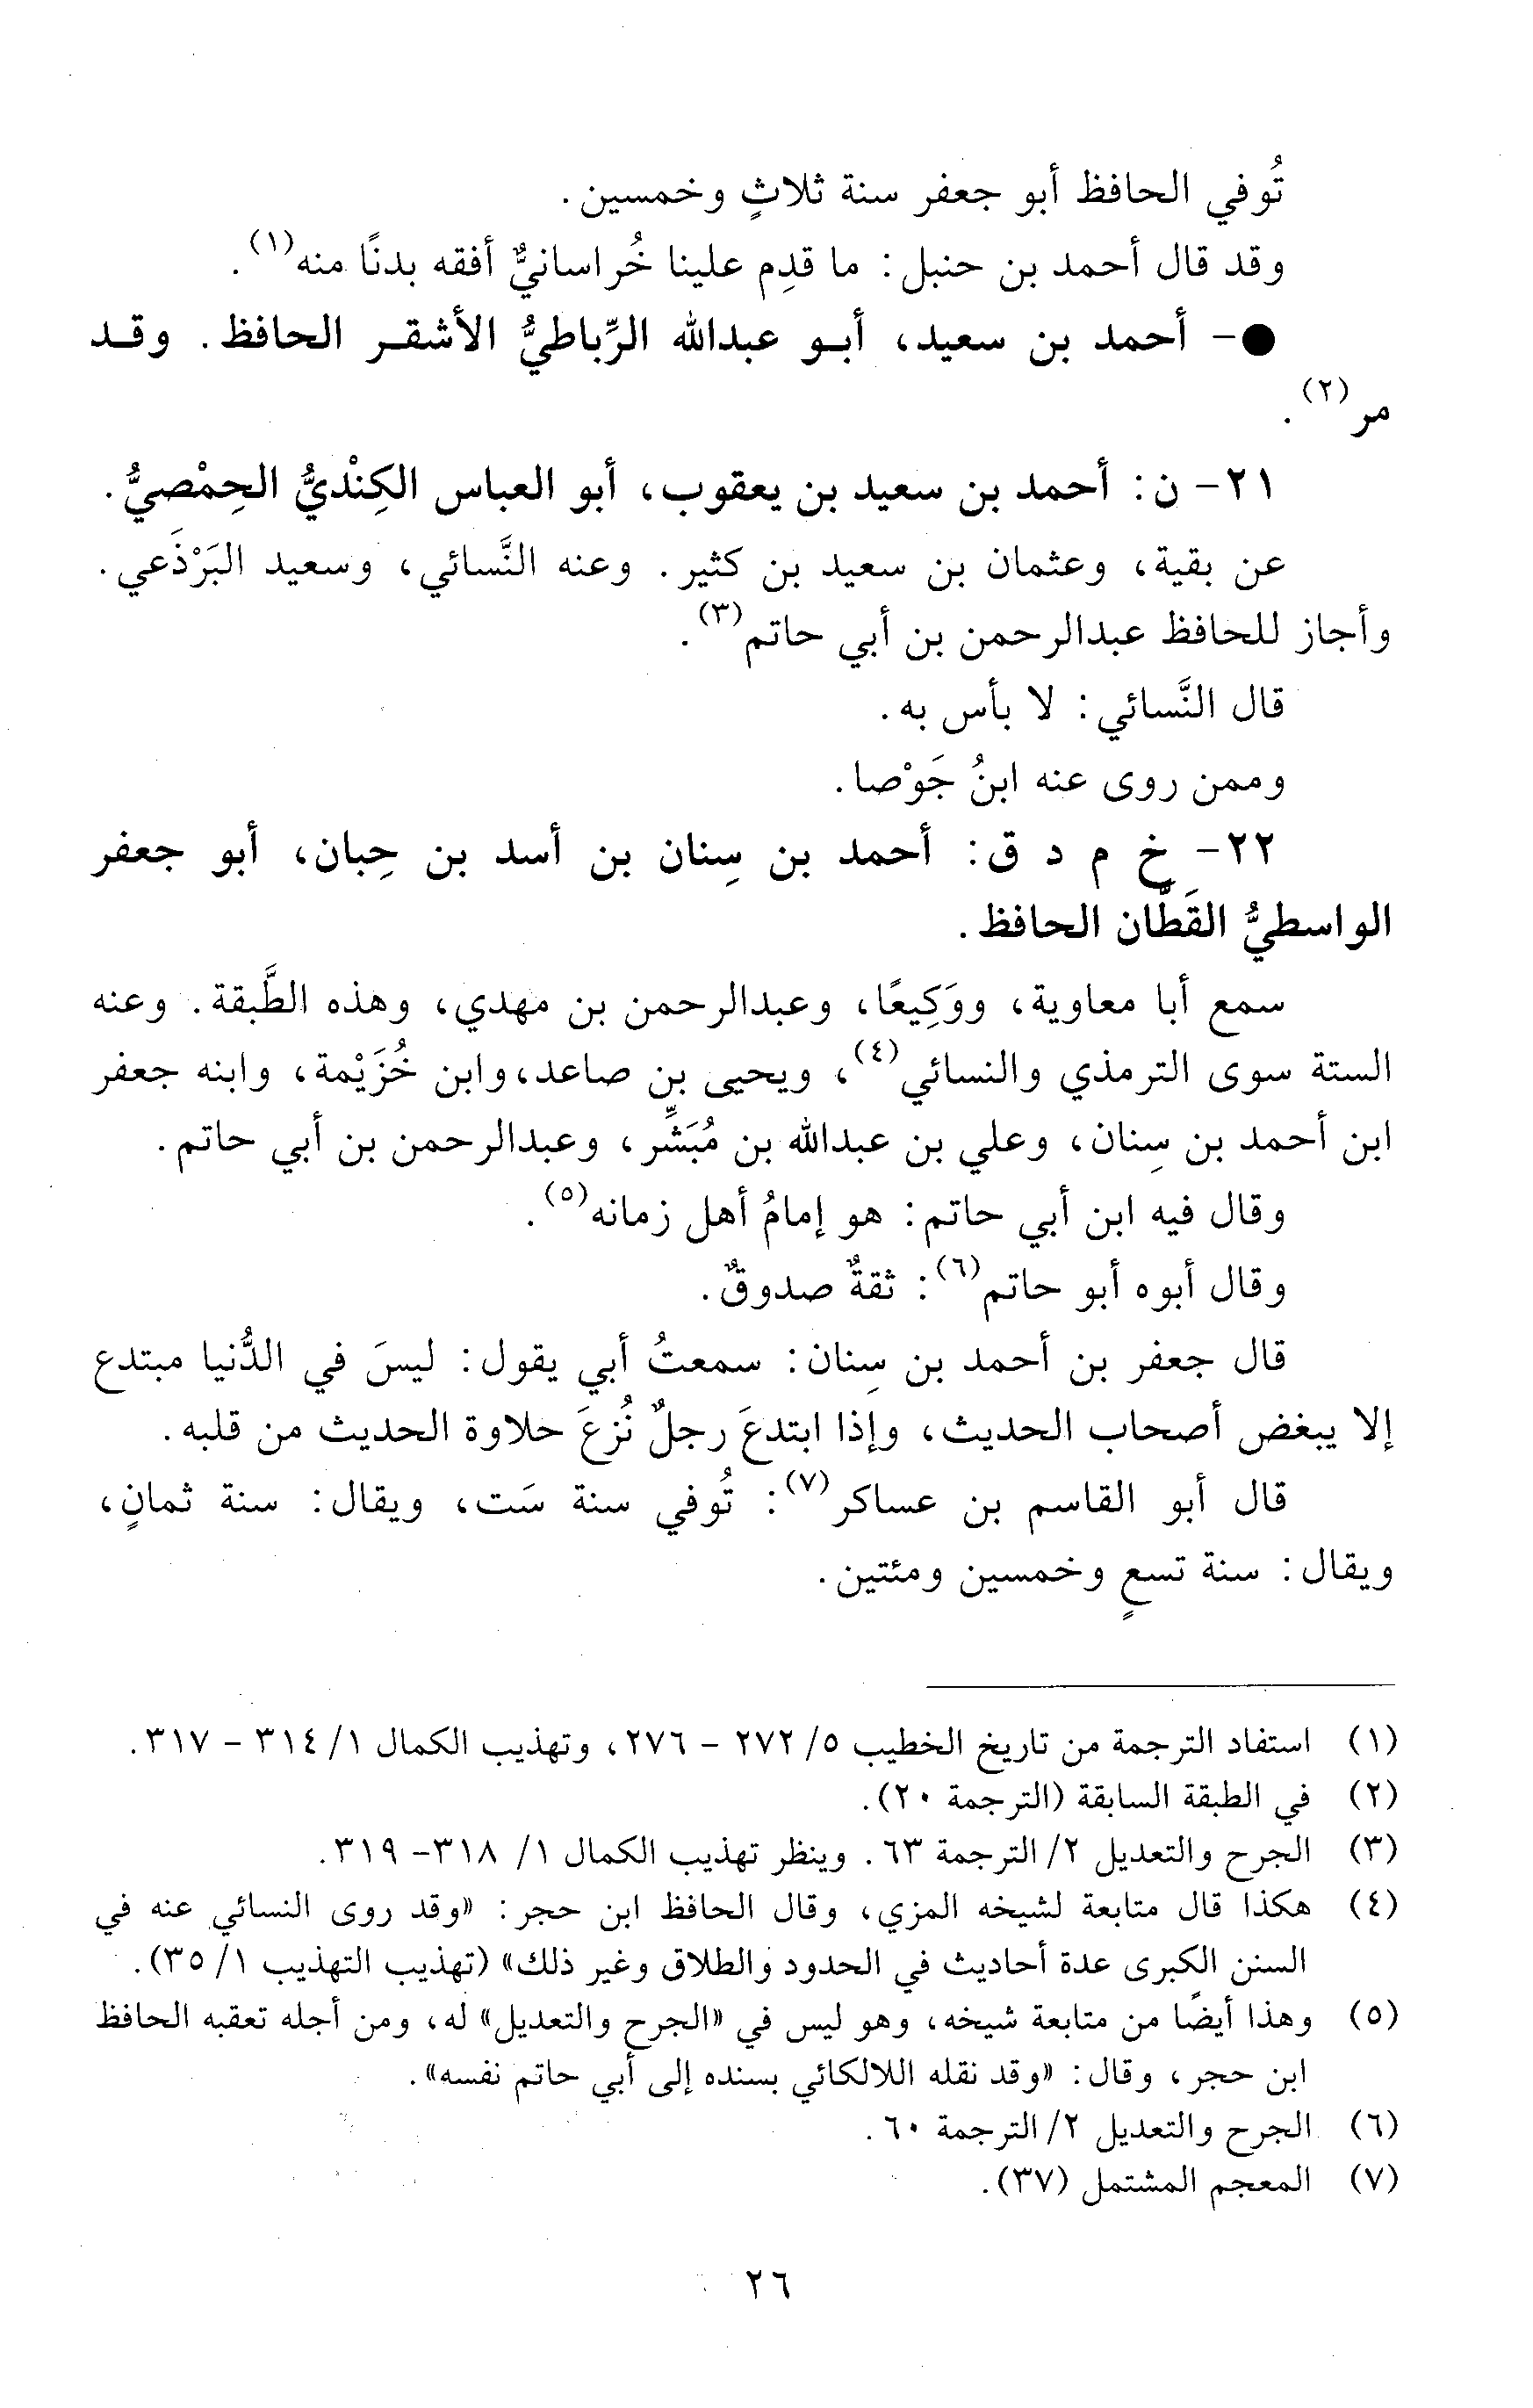 تُوفي الحافظ أبو جعفر سنة ثلاثٍ وخمسين.
وقد قال أحمد بن حنبل: ما قدِم علينا خُراسانيٌّ أفقه بدنًا منه(١).
●- أحمد بن سعيد، أبو عبدالله الرِّباطيُّ الأشقر الحافظ. وقد
مر(٢).
٢١- ن: أحمد بن سعيد بن يعقوب، أبو العباس الكِنْديُّ الحِمْصيُّ.
عن بقية، وعثمان بن سعيد بن كثير. وعنه النَّسائي، وسعيد البَرْذَعي.
وأجاز للحافظ عبدالرحمن بن أبي حاتم(٣).
قال النَّسائي: لا بأس به.
وممن روى عنه ابنُ جَوْصا.
٢٢- خ م د ق: أحمد بن سِنان بن أسد بن حِبان، أبو جعفر
الواسطيُّ القَطَّان الحافظ.
سمع أبا معاوية، ووَكِيعًا، وعبدالرحمن بن مهدي، وهذه الطَّبقة. وعنه
الستة سوى الترمذي والنسائي(٤)، ويحيى بن صاعد، وابن خُزَيْمة، وابنه جعفر
ابن أحمد بن سِنان، وعلي بن عبدالله بن مُبَشِّر، وعبدالرحمن بن أبي حاتم.
وقال فيه ابن أبي حاتم: هو إمامُ أهل زمانه(٥).
وقال أبوه أبو حاتم(٦): ثقةٌ صدوقٌ.
قال جعفر بن أحمد بن سِنان: سمعتُ أبي يقول: ليسَ في الدُّنيا مبتدع
إلا يبغض أصحاب الحديث، وإذا ابتدعَ رجلٌ نُزعَ حلاوة الحديث من قلبه.
قال أبو القاسم بن عساكر(٧): تُوفي سنة سَت، ويقال: سنة ثمانٍ،
ويقال: سنة تسعٍ وخمسين ومئتين.
(١) استفاد الترجمة من تاريخ الخطيب ٥/ ٢٧٢ - ٢٧٦، وتهذيب الكمال ١/ ٣١٤ - ٣١٧.
(٢) في الطبقة السابقة (الترجمة ٢٠).
(٣) الجرح والتعديل ٢/ الترجمة ٦٣. وينظر تهذيب الكمال ١/ ٣١٨- ٣١٩.
(٤) هكذا قال متابعة لشيخه المزي، وقال الحافظ ابن حجر: «وقد روى النسائي عنه في
السنن الكبرى عدة أحاديث في الحدود والطلاق وغير ذلك» (تهذيب التهذيب ١/ ٣٥).
(٥) وهذا أيضًا من متابعة شيخه، وهو ليس في «الجرح والتعديل» له، ومن أجله تعقبه الحافظ
ابن حجر، وقال: «وقد نقله اللالكائي بسنده إلى أبي حاتم نفسه».
(٦) الجرح والتعديل ٢/ الترجمة ٦٠.
(٧) المعجم المشتمل (٣٧).
٢٦